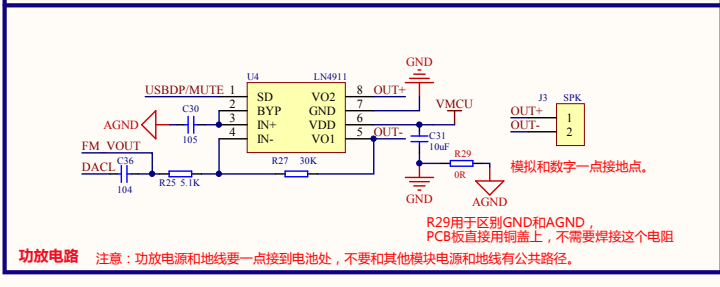 GND
U4 LN4911
USBDP/MUTE 1 SD VO2 8 OUT+
2 BYP GND 7
3 IN+ VDD 6 VMCU
4 IN- VO1 5 OUT-
C30
105
AGND
FM_VOUT
DACL C36
104
R25 5.1K
R27 30K
C31
10uF
R29
0R
GND
AGND
J3 SPK
OUT+ 1
OUT- 2
模拟和数字一点接地点。
R29用于区别GND和AGND，
PCB板直接用铜盖上，不需要焊接这个电阻
功放电路 注意：功放电源和地线要一点接到电池处，不要和其他模块电源和地线有公共路径。